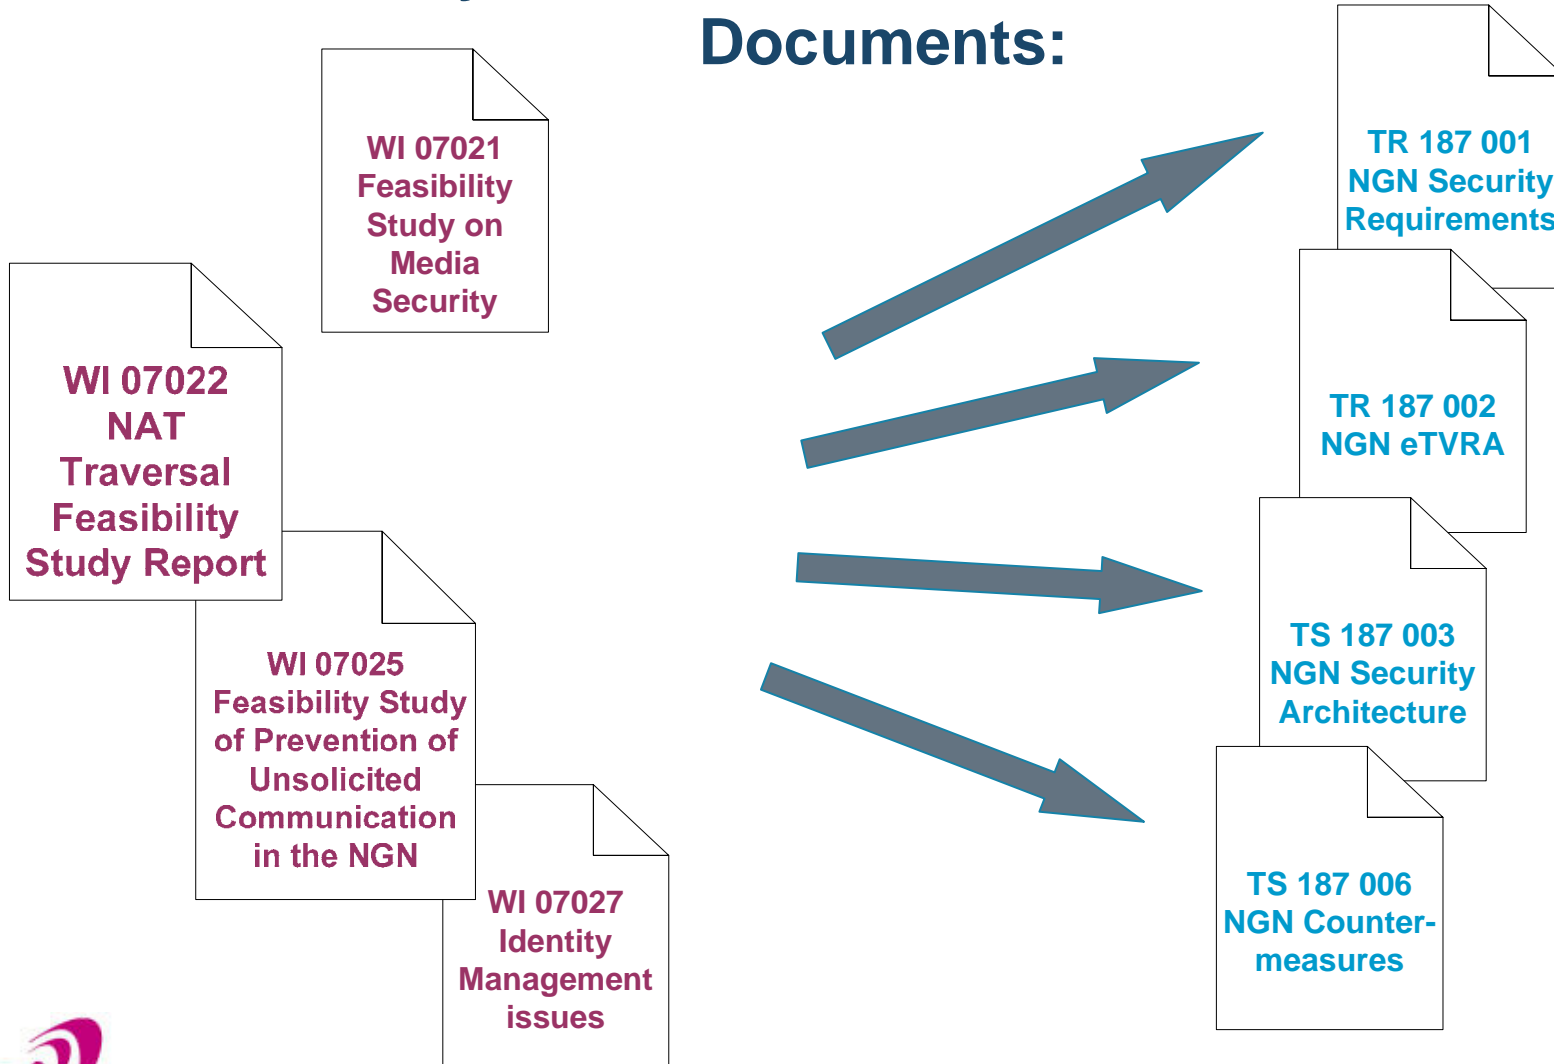 Documents:
WI 07021
Feasibility
Study on
Media
Security
WI 07022
NAT
Traversal
Feasibility
Study Report
WI 07025
Feasibility Study
of Prevention of
Unsolicited
Communication
in the NGN
WI 07027
Identity
Management
issues
TR 187 001
NGN Security
Requirements
TR 187 002
NGN eTVRA
TS 187 003
NGN Security
Architecture
TS 187 006
NGN Counter-
measures